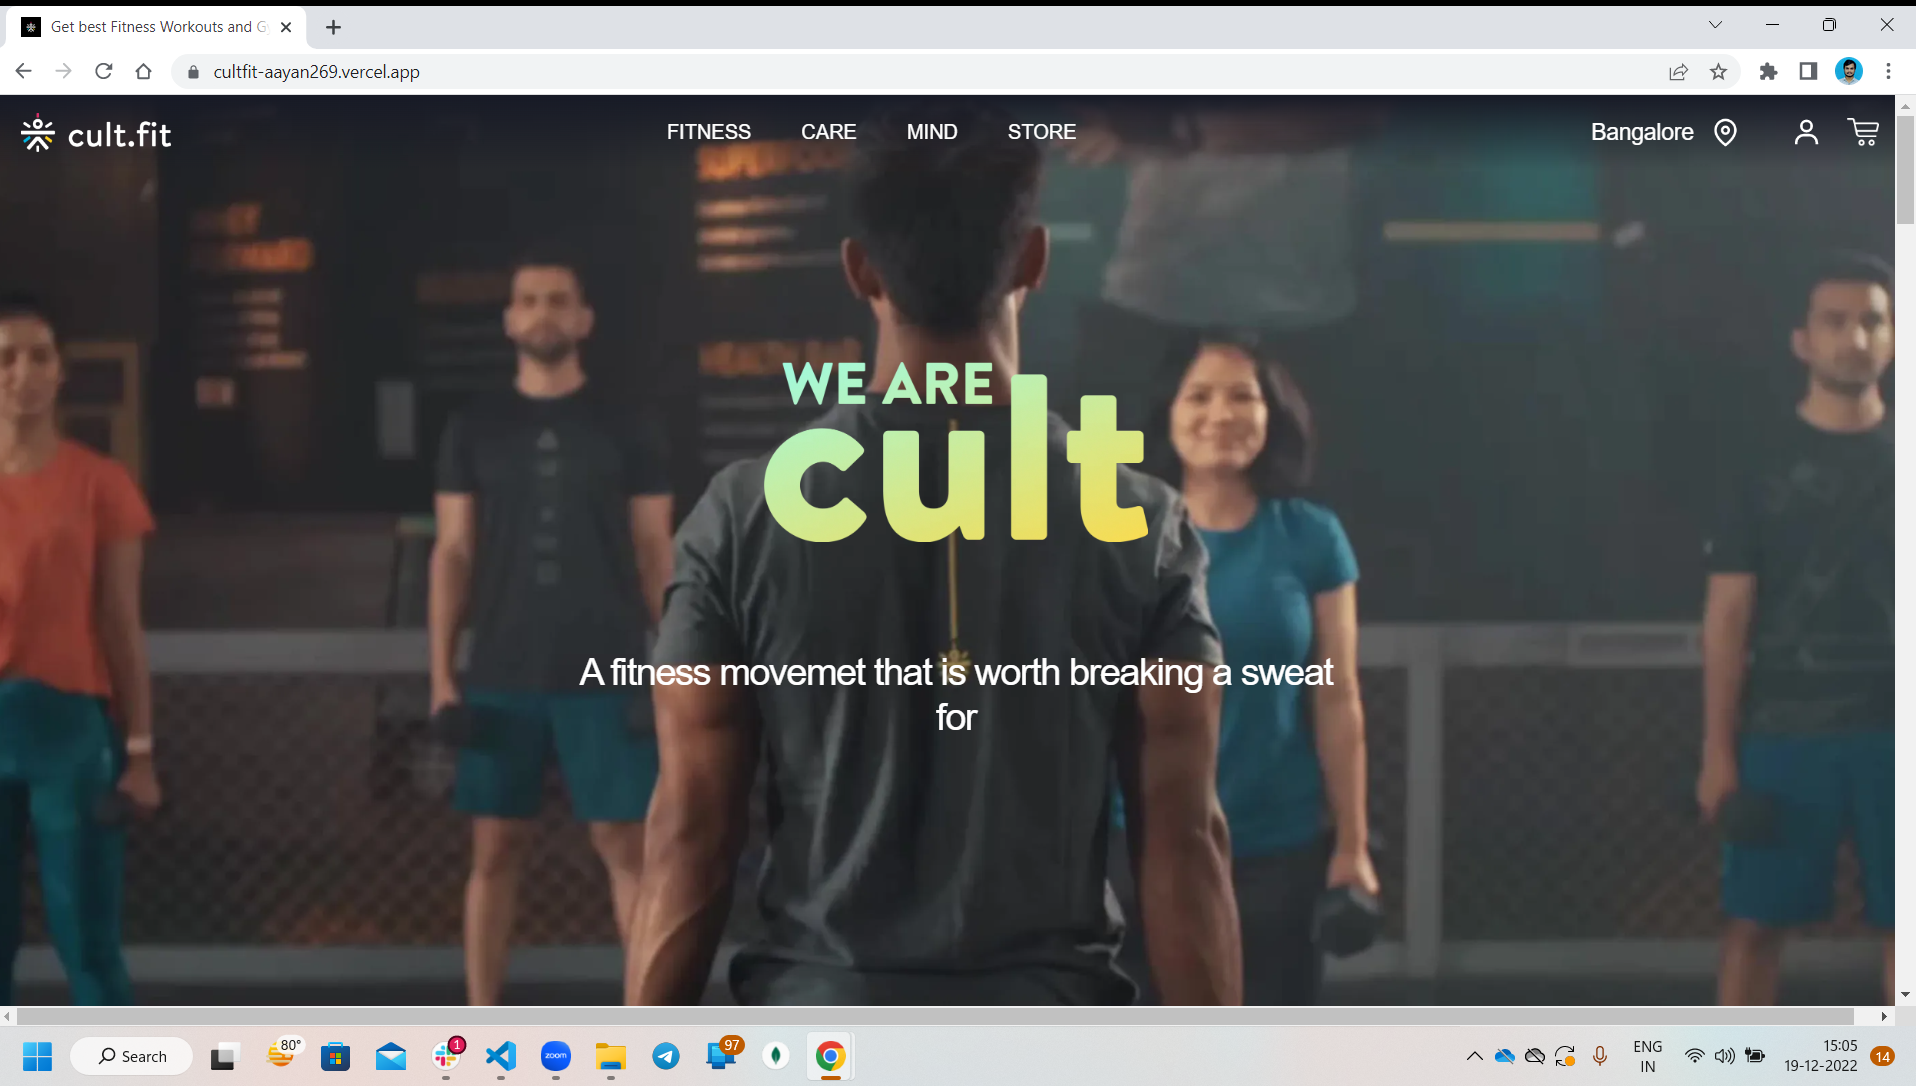 Get best Fitness Workouts and G
cultfit-aayan269.vercel.app
cult.fit
FITNESS CARE MIND STORE
Bangalore
WE ARE
cult
A fitness movemet that is worth breaking a sweat
for
Search
80°
1
zoom
97
ENG
IN
15:05
19-12-2022
14